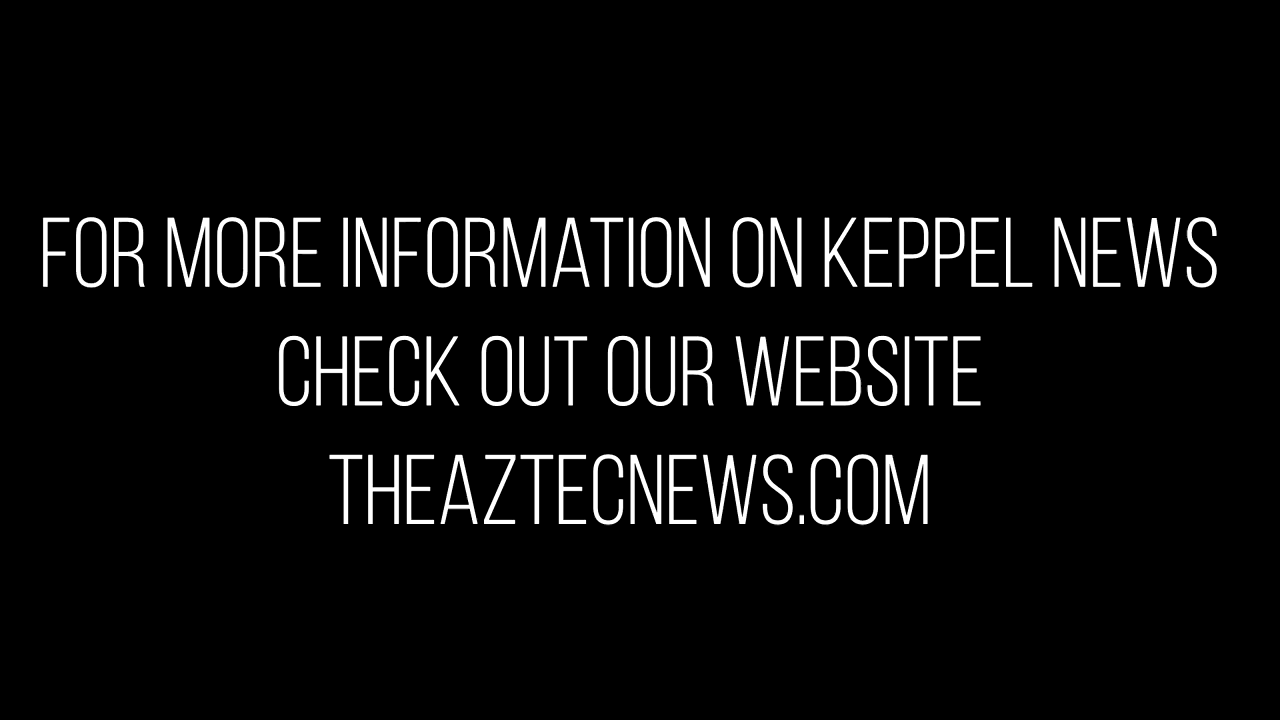 FOR MORE INFORMATION ON KEPPEL NEWS
CHECK OUT OUR WEBSITE
THEAZTECNEWS.COM